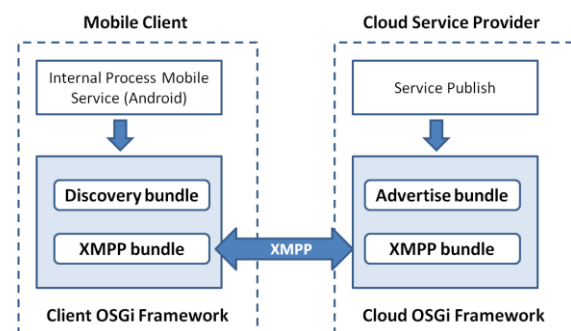 Mobile Client
Cloud Service Provider
Internal Process Mobile
Service (Android)
Service Publish
Discovery bundle
Advertise bundle
XMPP bundle
XMPP
XMPP bundle
Client OSGi Framework
Cloud OSGi Framework